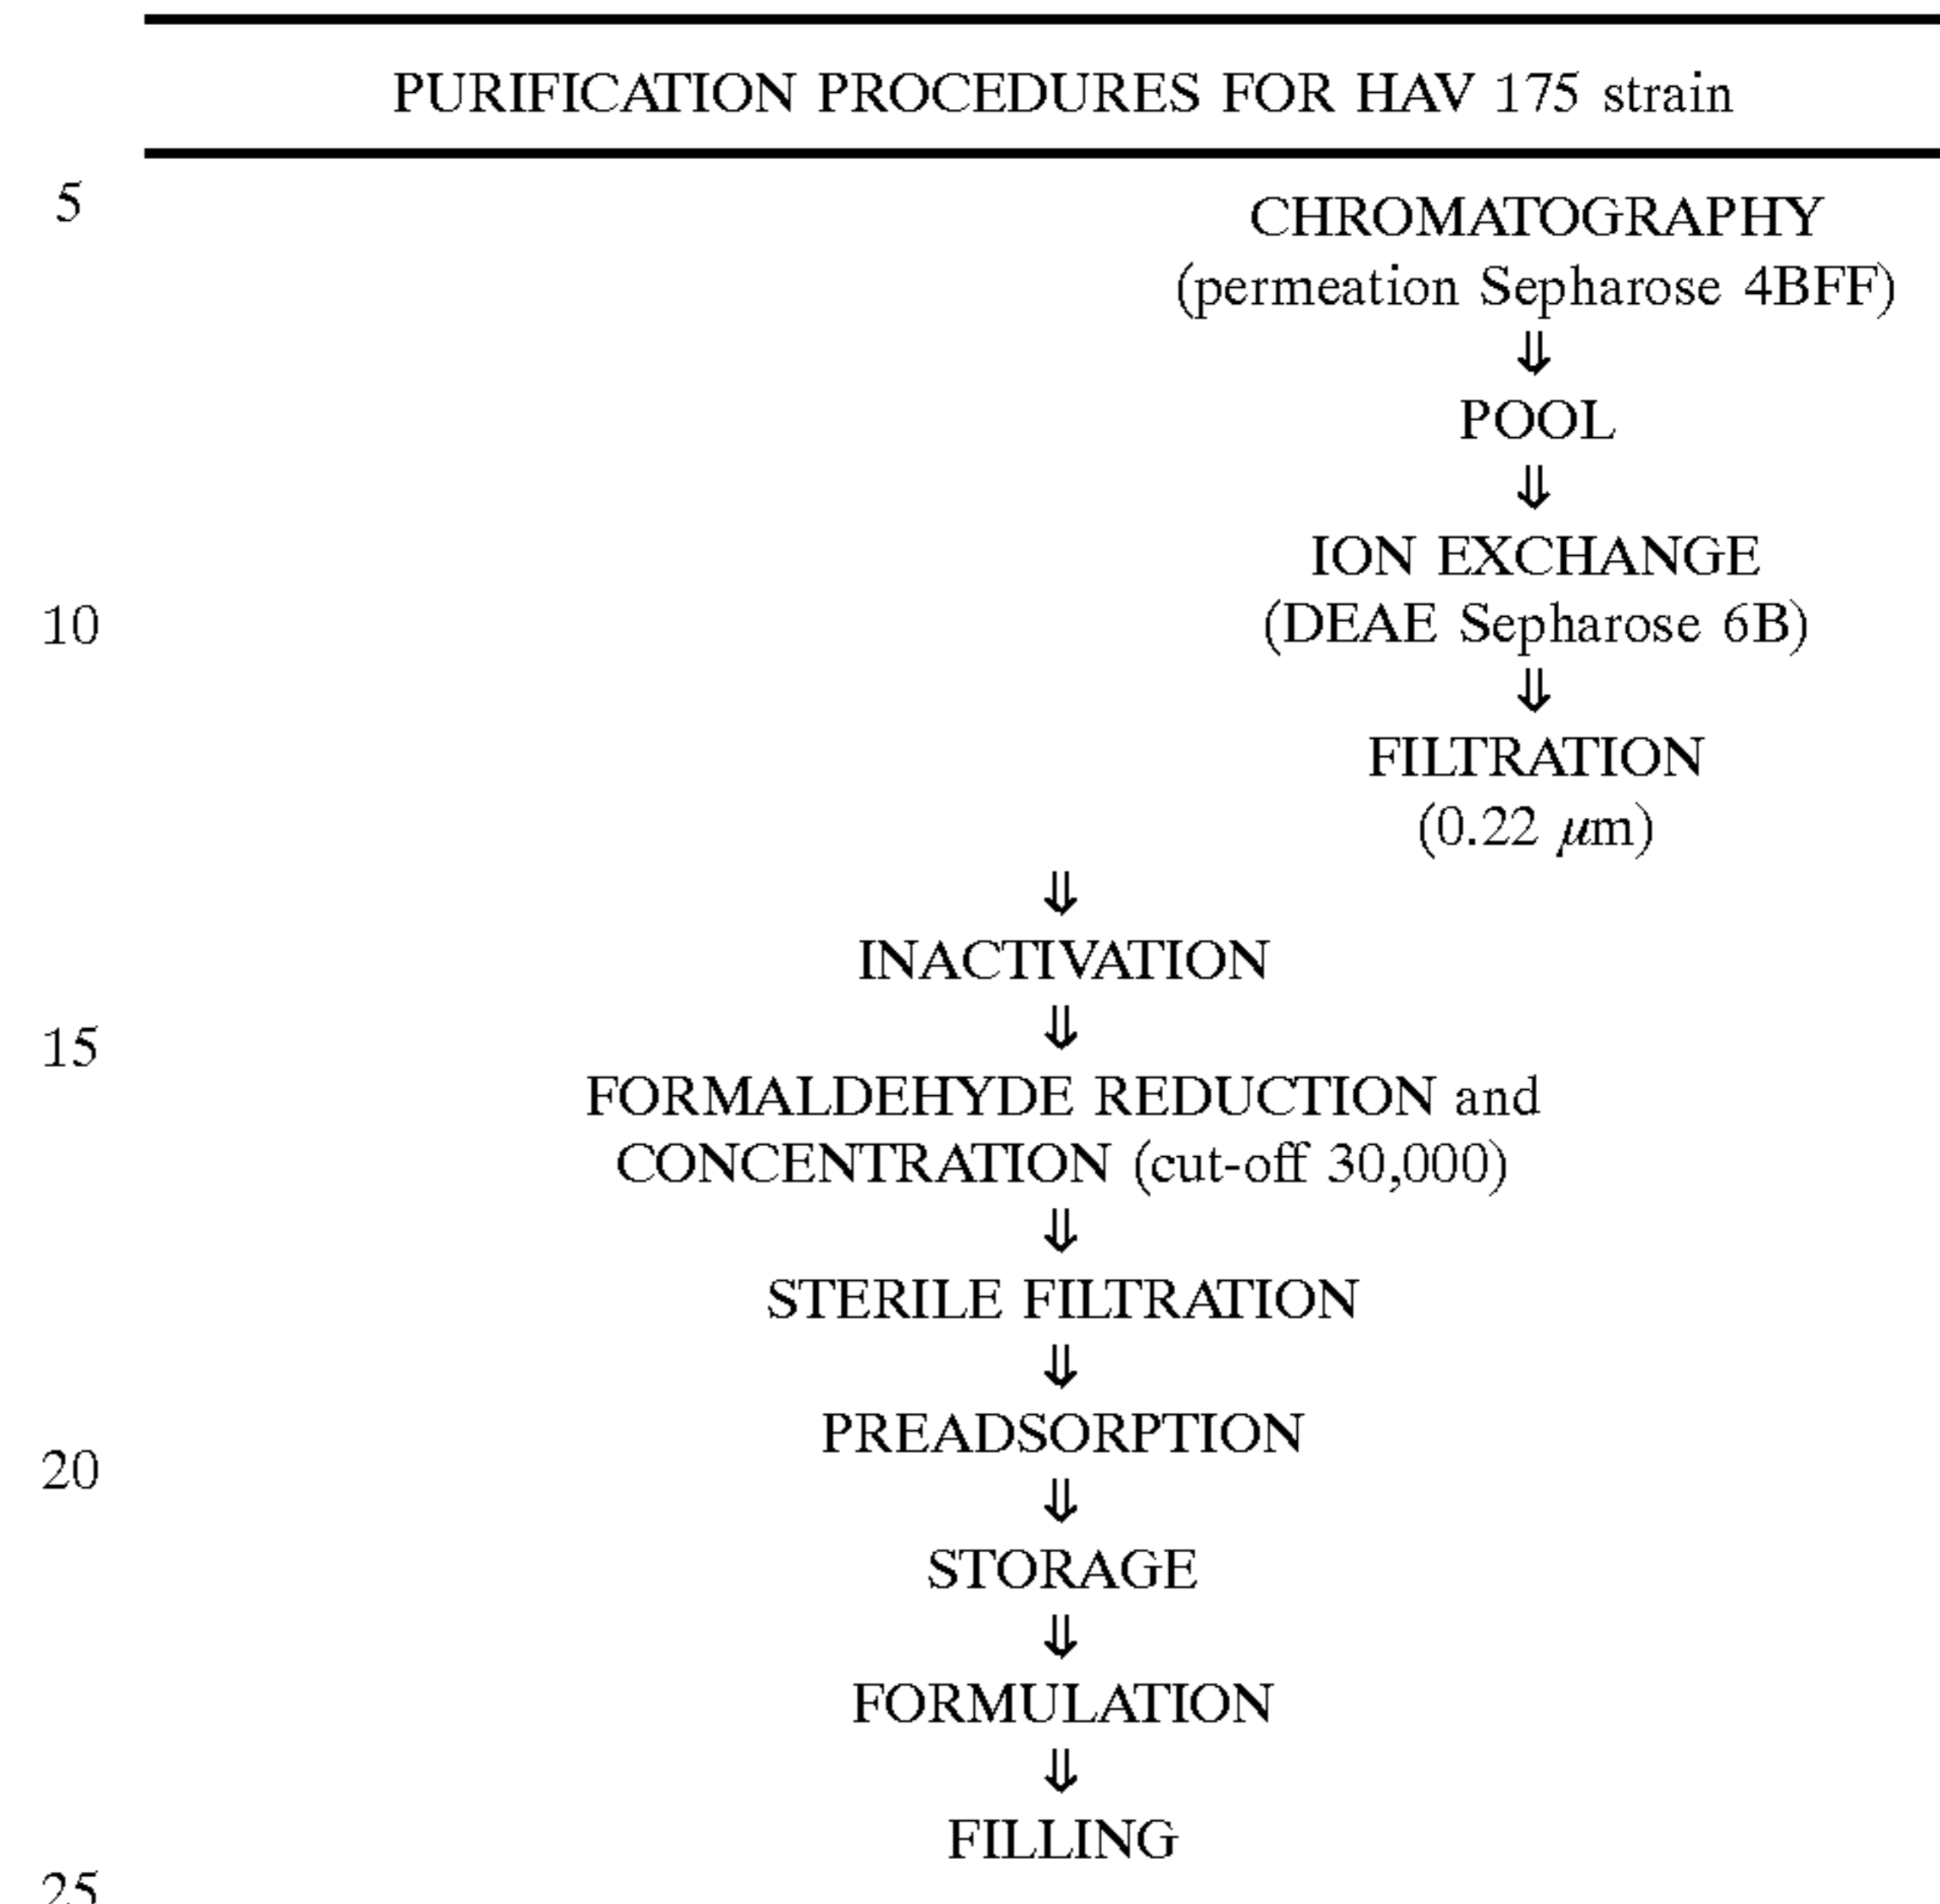 PURIFICATION PROCEDURES FOR HAV 175 strain
5
CHROMATOGRAPHY
(permeation Sepharose 4BFF)
⇓
POOL
⇓
ION EXCHANGE
10
(DEAE Sepharose 6B)
⇓
FILTRATION
(0.22 μm)
⇓
INACTIVATION
⇓
15
FORMALDEHYDE REDUCTION and
CONCENTRATION (cut-off 30,000)
⇓
STERILE FILTRATION
⇓
PREADSORPTION
20
⇓
STORAGE
⇓
FORMULATION
⇓
FILLING
25